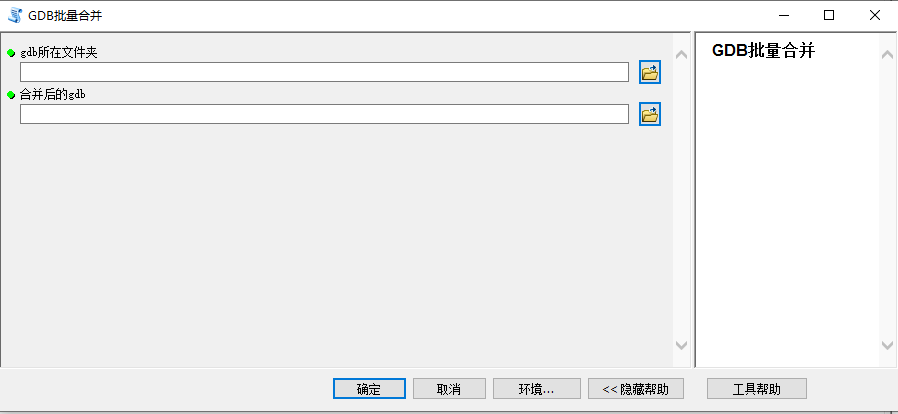 GDB批量合并
gdb所在文件夹
合并后的gdb
GDB批量合并
确定
取消
环境...
<< 隐藏帮助
工具帮助